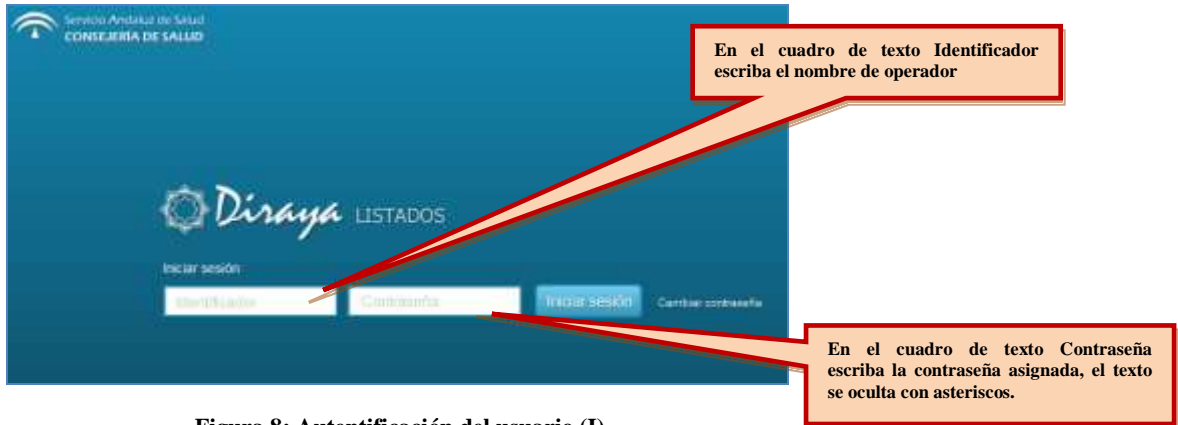 Servicio Andaluz de Salud
CONSEJERÍA DE SALUD
En el cuadro de texto Identificador
escriba el nombre de operador
Diraya LISTADOS
Iniciar sesión
Identificador
Contraseña
Iniciar sesión
Cambiar contraseña
En el cuadro de texto Contraseña
escriba la contraseña asignada, el texto
se oculta con asteriscos.
Figura 8: Autentificación del usuario (I)